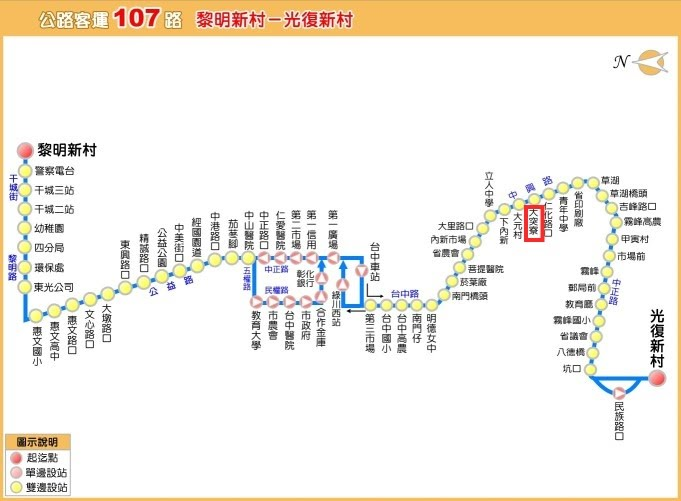 公路客運107路 黎明新村－光復新村
N
黎明新村
警察電台
干城三站
干城二站
幼稚園
四分局
環保處
東光公司
干城街
黎明路
惠文國小
惠文高中
惠文路口
文心路口
大墩路口
東興路口
精誠路口
公益公園
中美街口
經國園道
中港路口
茄苳腳
公益路
中山醫院
中正路口
仁愛醫院
第二市場
第一信用
第一廣場
五權路
中正路
彰化銀行
民權路
教育大學
市農會
台中醫院
市政府
合作金庫
綠川西站
台中車站
台中路
第三市場
台中國小
台中高農
南門仔
明德女中
南門橋頭
菸葉廠
菩提醫院
省農會
內新市場
大里路口
立人中學
下內新
大元村
大突寮
仁化路口
青年中學
省印刷廠
中興路
草湖
草湖橋頭
吉峰路口
霧峰高農
甲寅村
市場前
霧峰
郵局前
教育廳
霧峰國小
省議會
八德橋
坑口
中正路
民族路口
光復新村
圖示說明
起迄點
單邊設站
雙邊設站